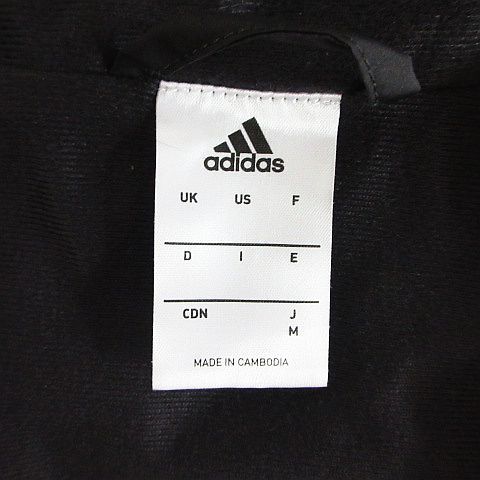 adidas
UK US F
D I E
CDN J
M
MADE IN CAMBODIA